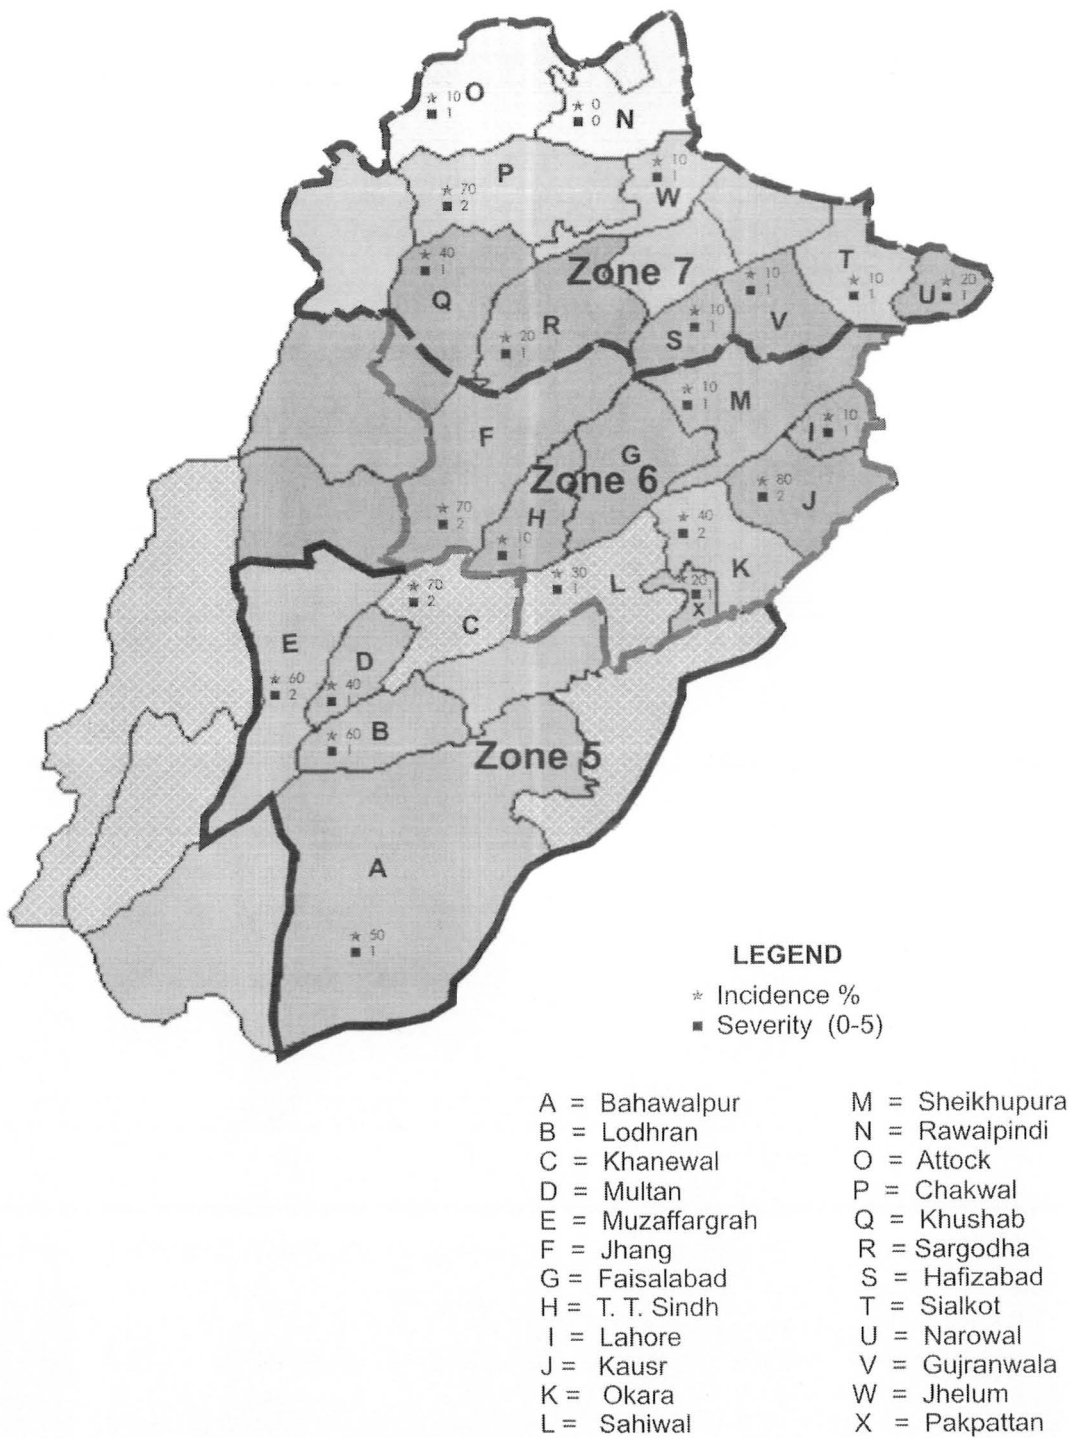 O
★ 10
■ 1
★ 0
■ 0
N
P
★ 70
■ 2
★ 10
■ 1
W
★ 40
■ 1
Q
Zone 7
R
★ 20
■ 1
★ 10
■ 1
S
★ 10
■ 1
V
T
★ 10
■ 1
U
★ 20
■ 1
★ 10
■ 1
M
F
★ 10
■ 1
I
G
Zone 6
★ 80
■ 2
J
★ 70
■ 2
H
★ 10
■ 1
★ 40
■ 2
K
★ 30
■ 1
L
★ 20
■ 1
X
★ 70
■ 2
C
E
★ 60
■ 2
D
★ 40
■ 1
★ 60
■ 1
B
Zone 5
A
★ 50
■ 1
LEGEND
★ Incidence %
■ Severity (0-5)
A = Bahawalpur
B = Lodhran
C = Khanewal
D = Multan
E = Muzaffargrah
F = Jhang
G = Faisalabad
H = T. T. Sindh
I = Lahore
J = Kausr
K = Okara
L = Sahiwal
M = Sheikhupura
N = Rawalpindi
O = Attock
P = Chakwal
Q = Khushab
R = Sargodha
S = Hafizabad
T = Sialkot
U = Narowal
V = Gujranwala
W = Jhelum
X = Pakpattan